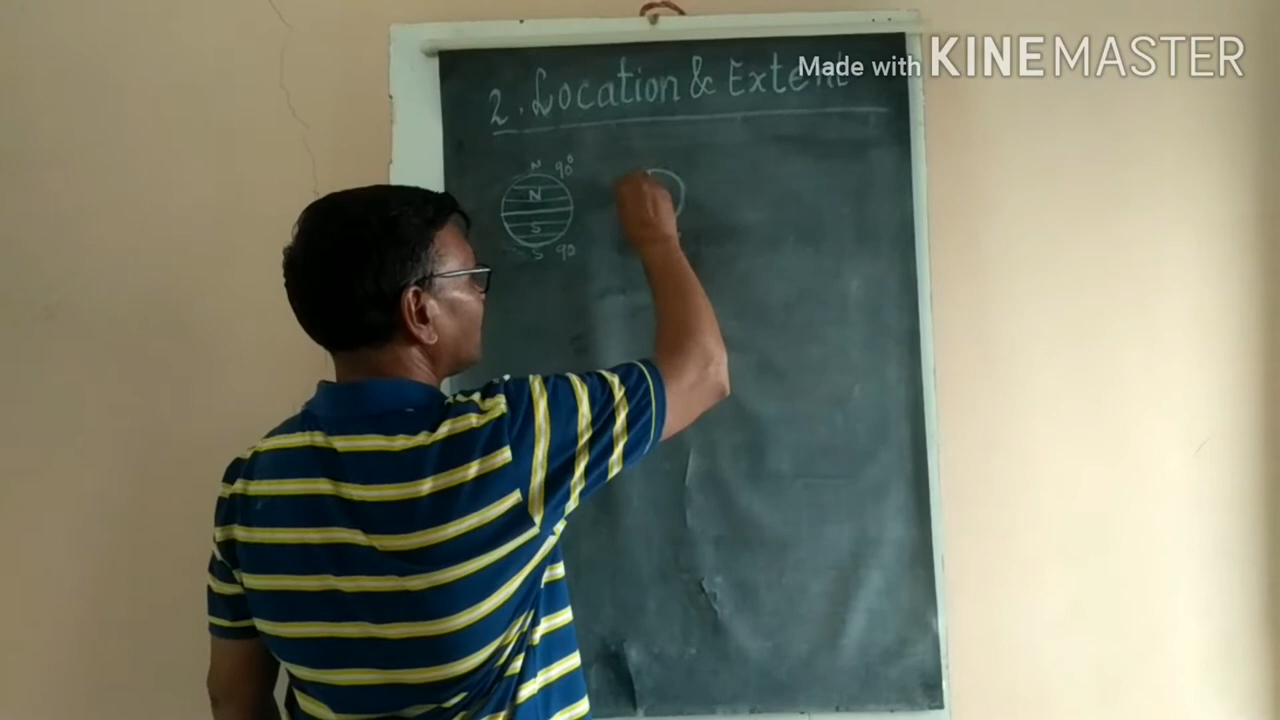 Made with KINEMASTER
2. Location & Extent
N 90°
N
S
S 90